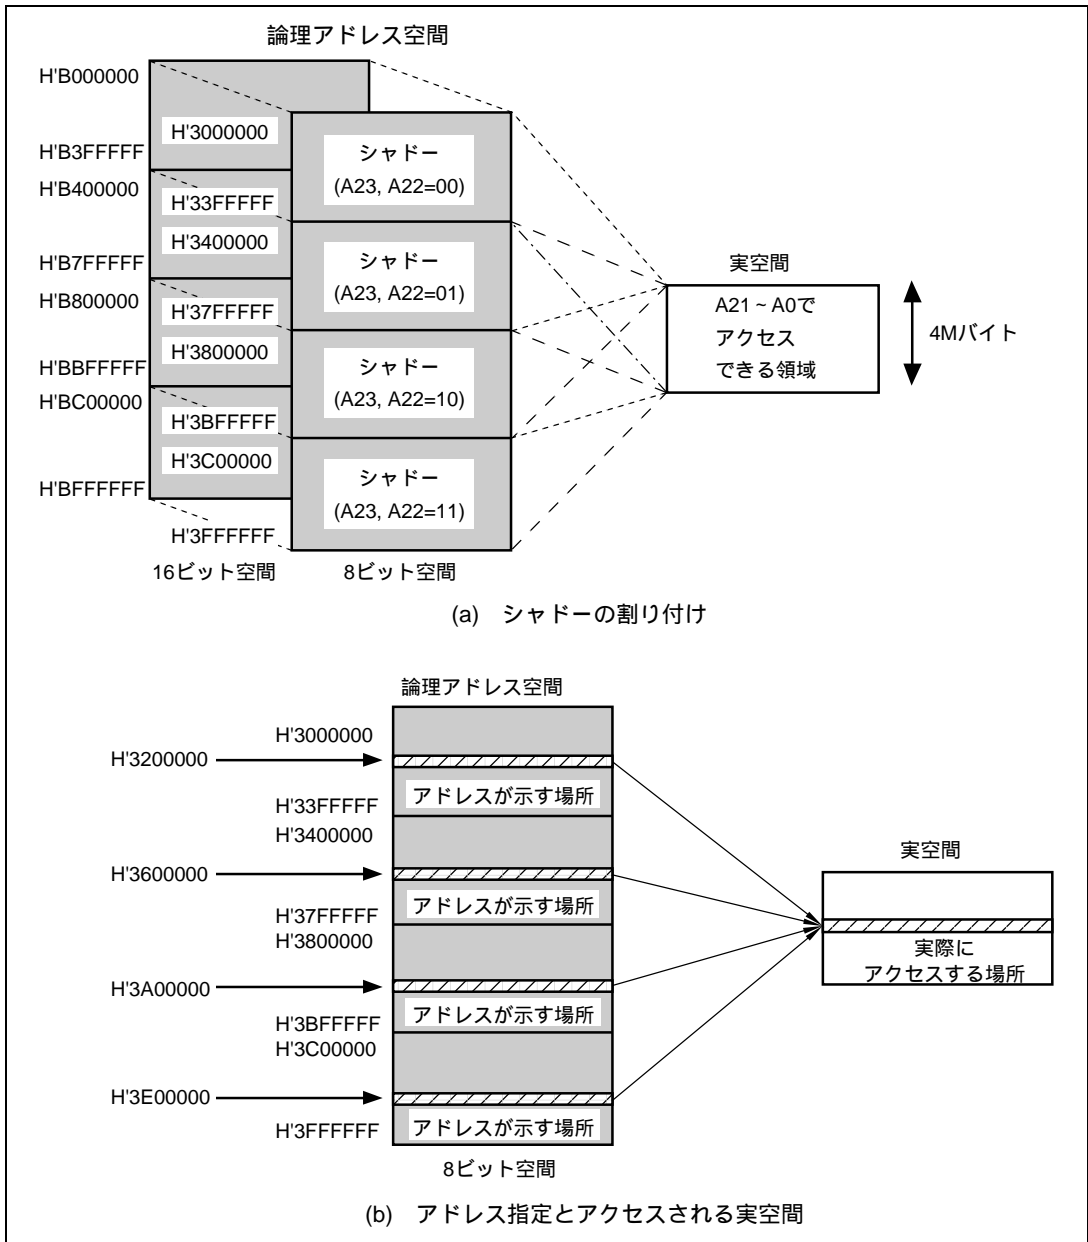 論理アドレス空間
H'B000000
H'3000000
シャドー
(A23, A22=00)
H'B3FFFFF
H'B400000
H'33FFFFF
H'3400000
シャドー
(A23, A22=01)
H'B7FFFFF
H'B800000
H'37FFFFF
H'3800000
シャドー
(A23, A22=10)
H'BBFFFFF
H'BC00000
H'3BFFFFF
H'3C00000
シャドー
(A23, A22=11)
H'BFFFFFF
H'3FFFFFF
実空間
A21~A0で
アクセス
できる領域
4Mバイト
16ビット空間
8ビット空間
(a) シャドーの割り付け
論理アドレス空間
H'3000000
H'3200000
アドレスが示す場所
H'33FFFFF
H'3400000
H'3600000
アドレスが示す場所
H'37FFFFF
H'3800000
H'3A00000
アドレスが示す場所
H'3BFFFFF
H'3C00000
H'3E00000
アドレスが示す場所
H'3FFFFFF
実空間
実際に
アクセスする場所
8ビット空間
(b) アドレス指定とアクセスされる実空間